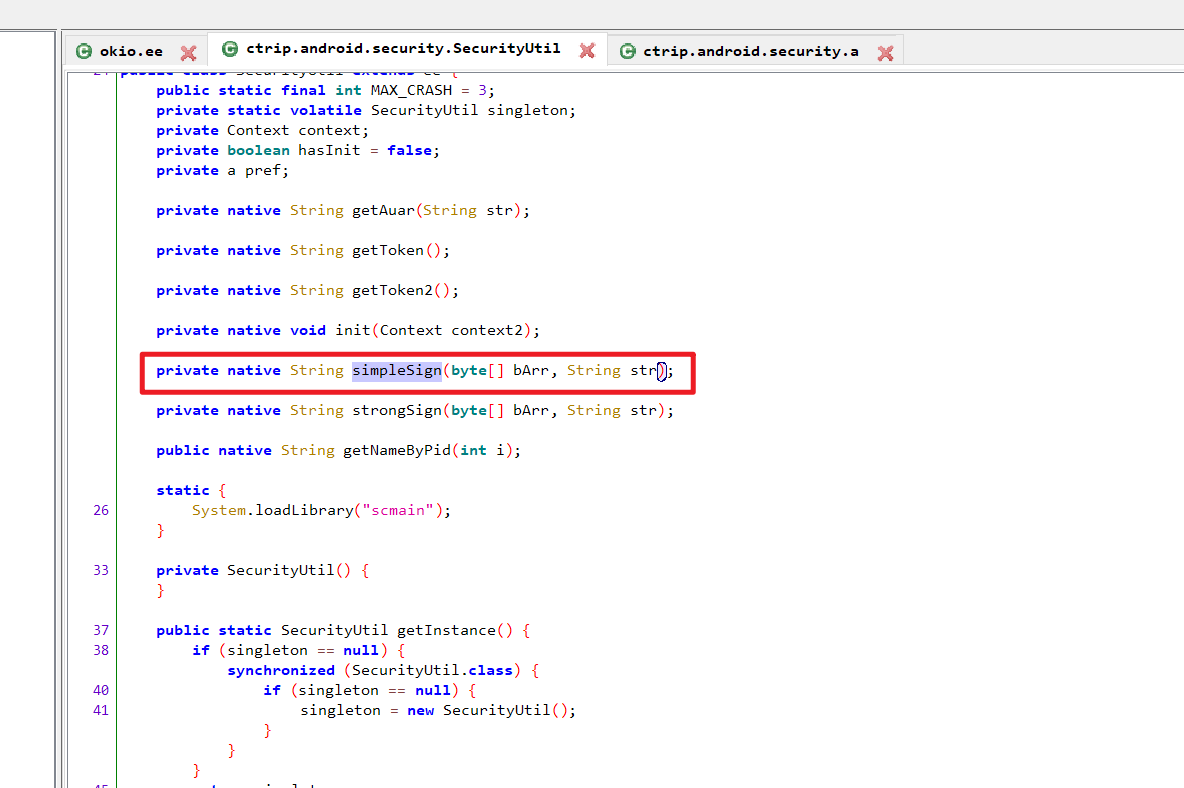 okio.ee ctrip.android.security.SecurityUtil ctrip.android.security.a
public class SecurityUtil extends ee {
public static final int MAX_CRASH = 3;
private static volatile SecurityUtil singleton;
private Context context;
private boolean hasInit = false;
private a pref;
private native String getAuar(String str);
private native String getToken();
private native String getToken2();
private native void init(Context context2);
private native String simpleSign(byte[] bArr, String str);
private native String strongSign(byte[] bArr, String str);
public native String getNameByPid(int i);
static {
26 System.loadLibrary("scmain");
}
33 private SecurityUtil() {
}
37 public static SecurityUtil getInstance() {
38 if (singleton == null) {
synchronized (SecurityUtil.class) {
40 if (singleton == null) {
41 singleton = new SecurityUtil();
}
}
}